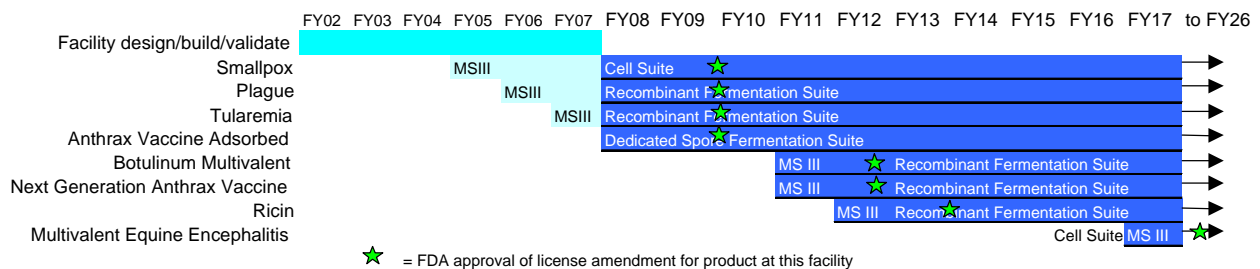 FY02 FY03 FY04 FY05 FY06 FY07 FY08 FY09 FY10 FY11 FY12 FY13 FY14 FY15 FY16 FY17 to FY26
Facility design/build/validate
Smallpox MSIII Cell Suite
Plague MSIII Recombinant Fermentation Suite
Tularemia MSIII Recombinant Fermentation Suite
Anthrax Vaccine Adsorbed Dedicated Spore Fermentation Suite
Botulinum Multivalent MS III Recombinant Fermentation Suite
Next Generation Anthrax Vaccine MS III Recombinant Fermentation Suite
Ricin MS III Recombinant Fermentation Suite
Multivalent Equine Encephalitis Cell Suite MS III
= FDA approval of license amendment for product at this facility